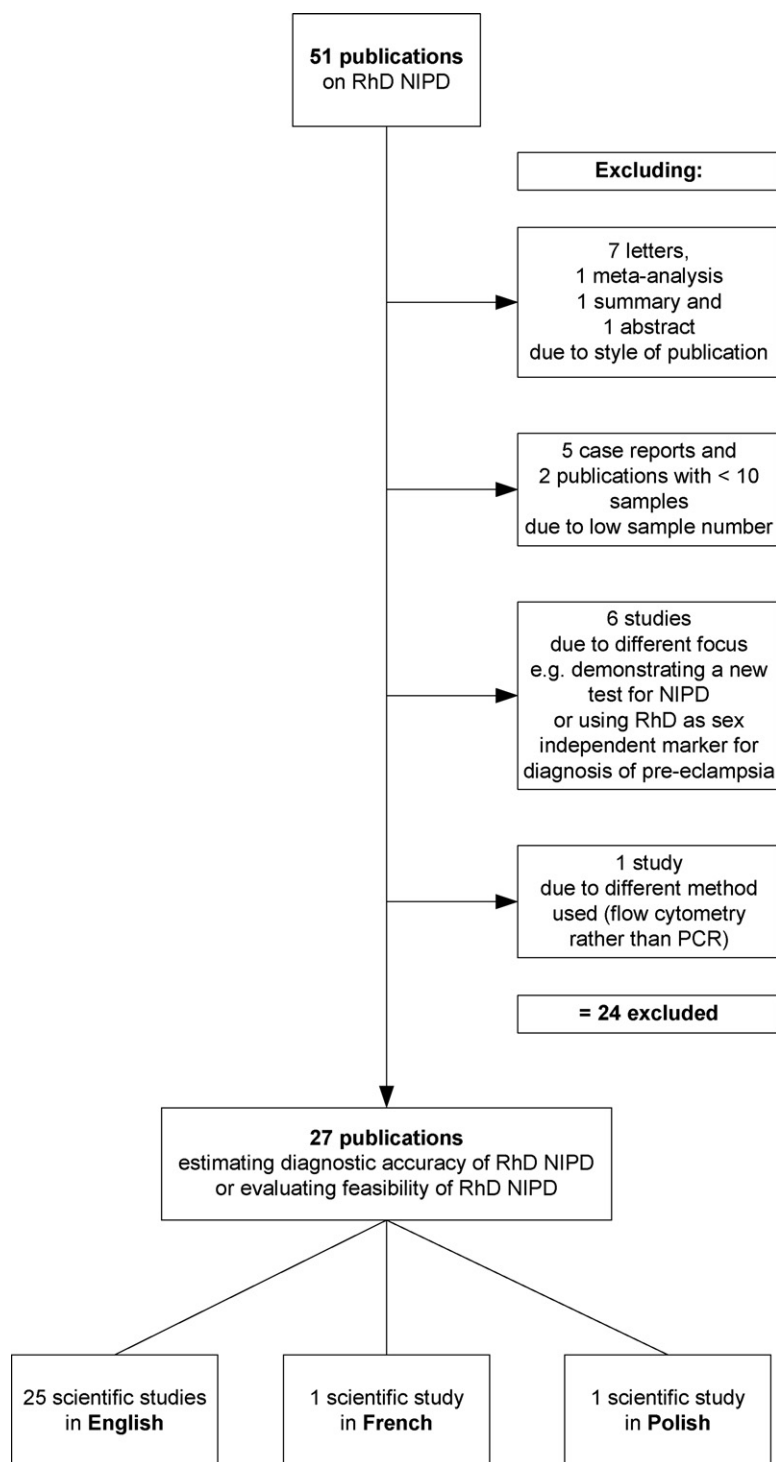 51 publications
on RhD NIPD
Excluding:
7 letters,
1 meta-analysis
1 summary and
1 abstract
due to style of publication
5 case reports and
2 publications with < 10
samples
due to low sample number
6 studies
due to different focus
e.g. demonstrating a new
test for NIPD
or using RhD as sex
independent marker for
diagnosis of pre-eclampsia
1 study
due to different method
used (flow cytometry
rather than PCR)
= 24 excluded
27 publications
estimating diagnostic accuracy of RhD NIPD
or evaluating feasibility of RhD NIPD
25 scientific studies
in English
1 scientific study
in French
1 scientific study
in Polish